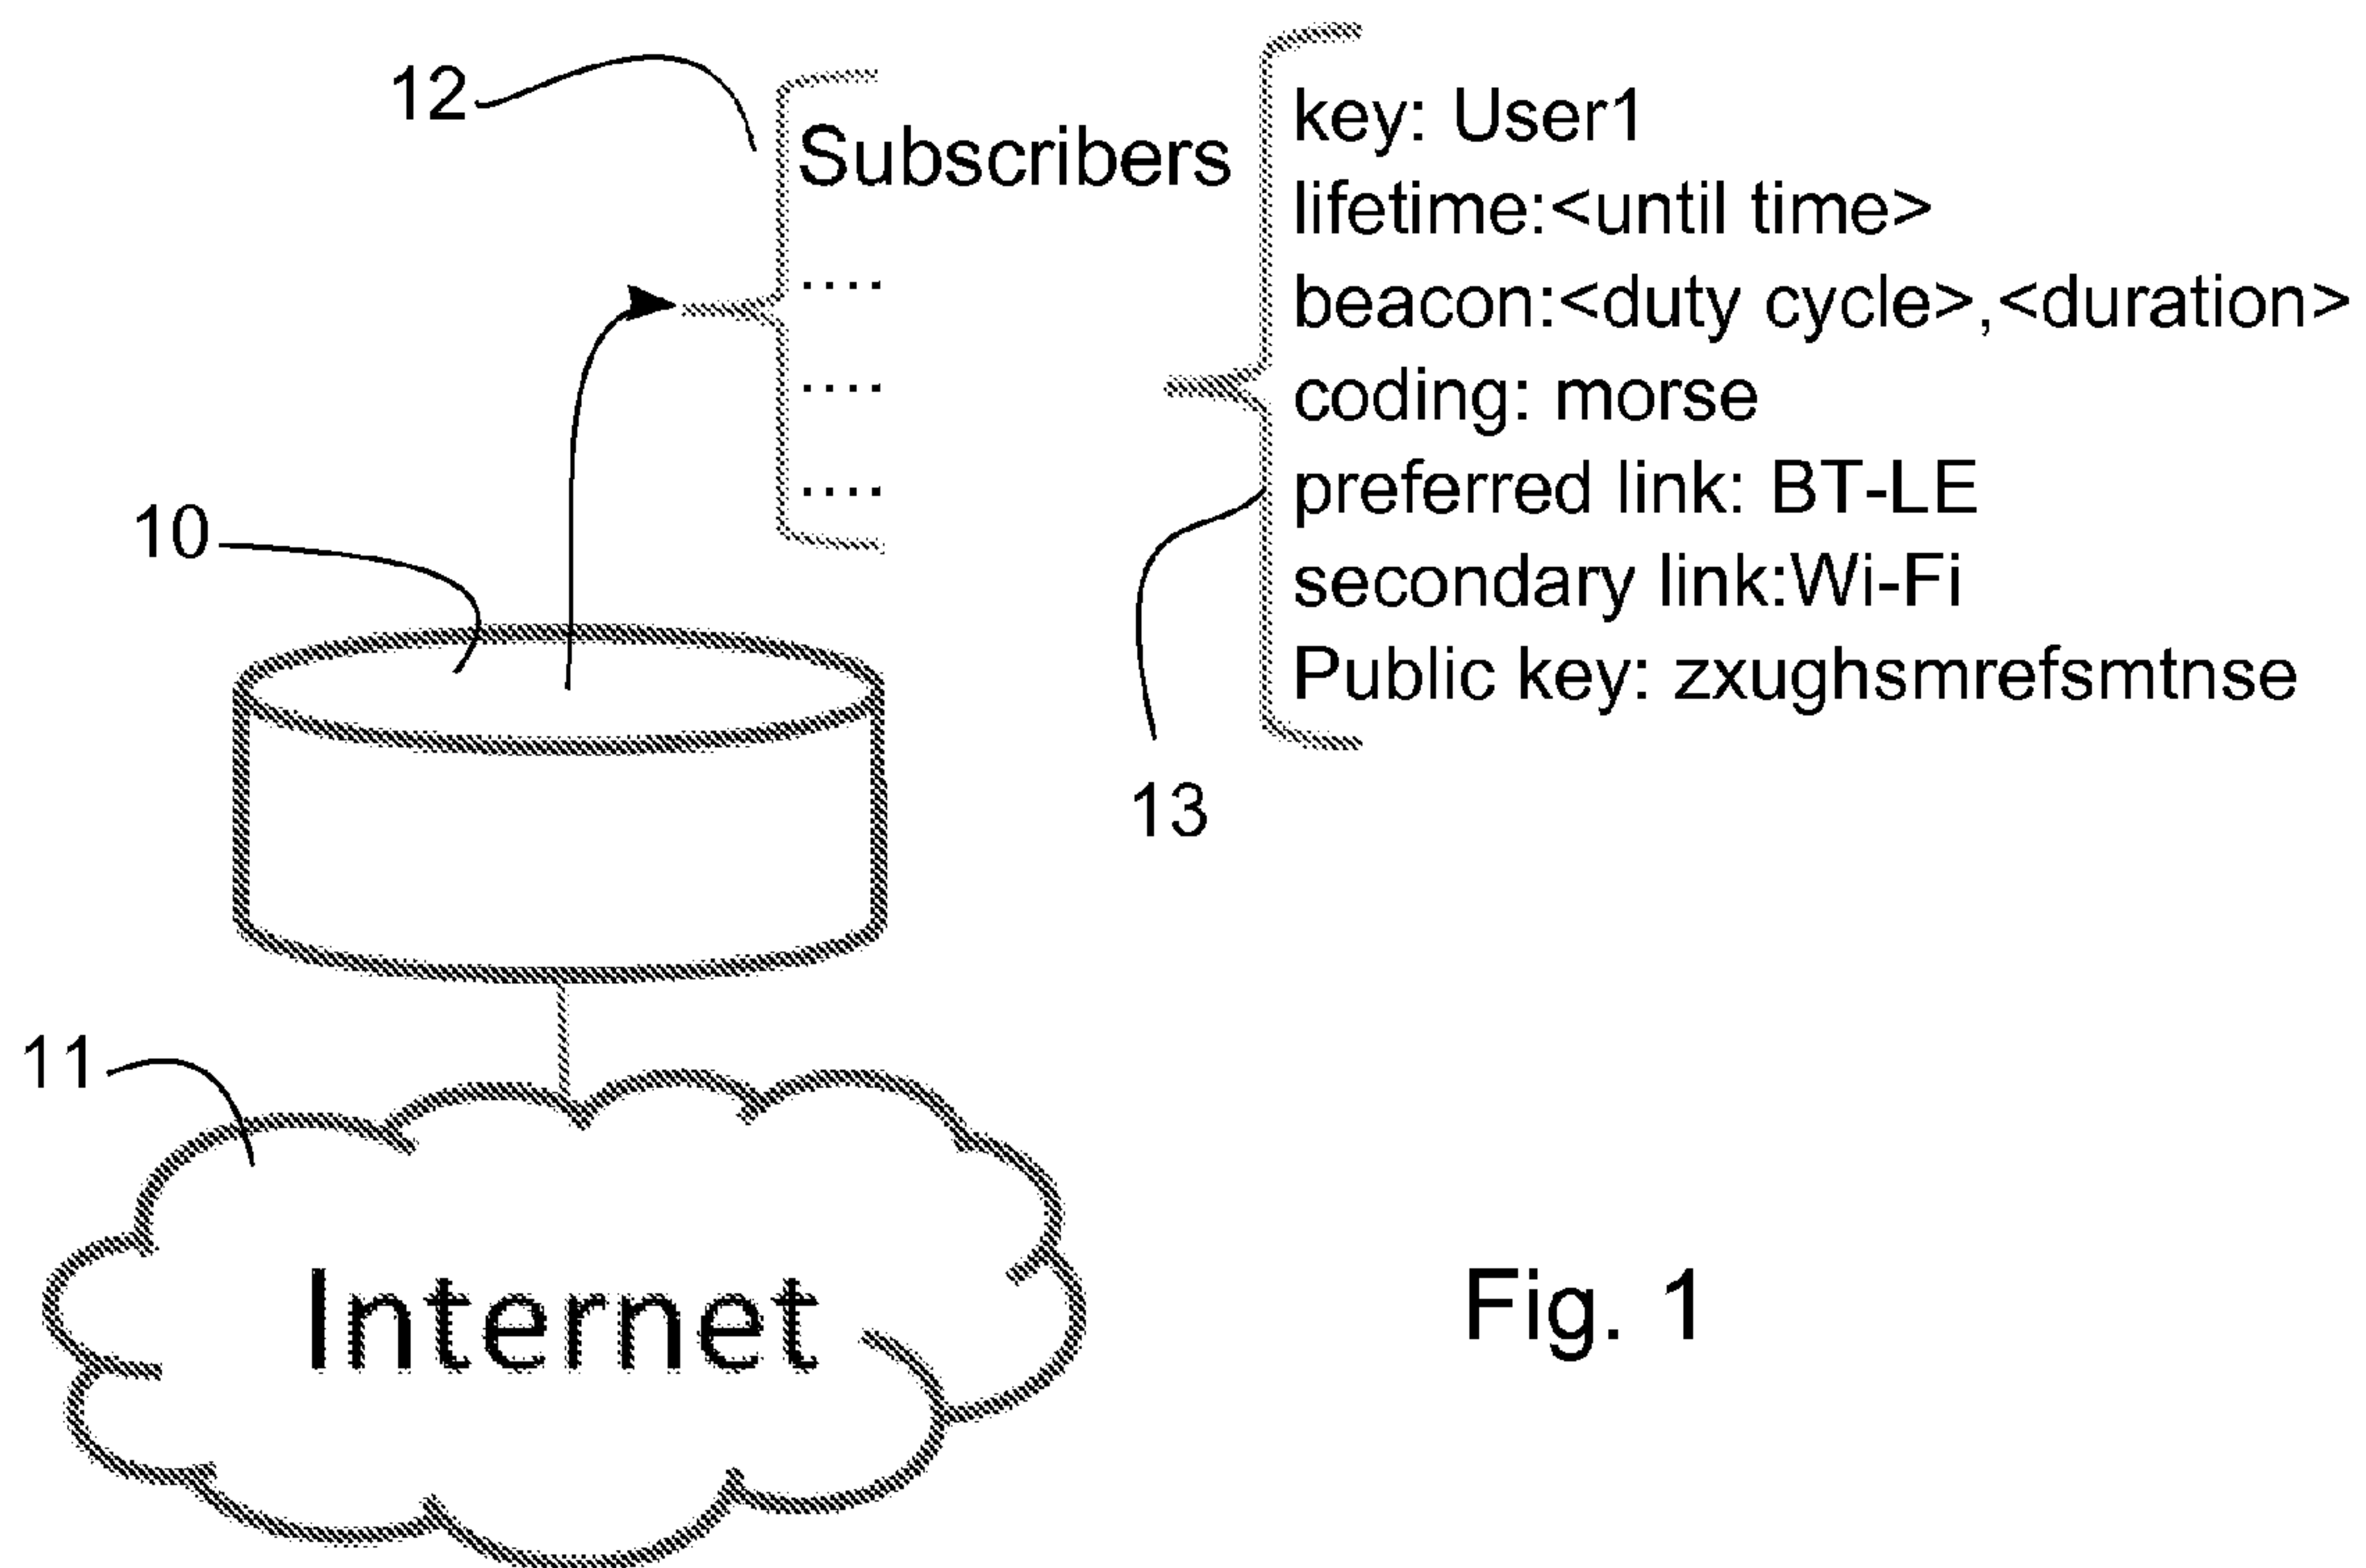 12
Subscribers
....
....
....
key: User1
lifetime:<until time>
beacon:<duty cycle>,<duration>
coding: morse
preferred link: BT-LE
secondary link:Wi-Fi
Public key: zxughsmrefsmtnse
10
13
11
Internet
Fig. 1